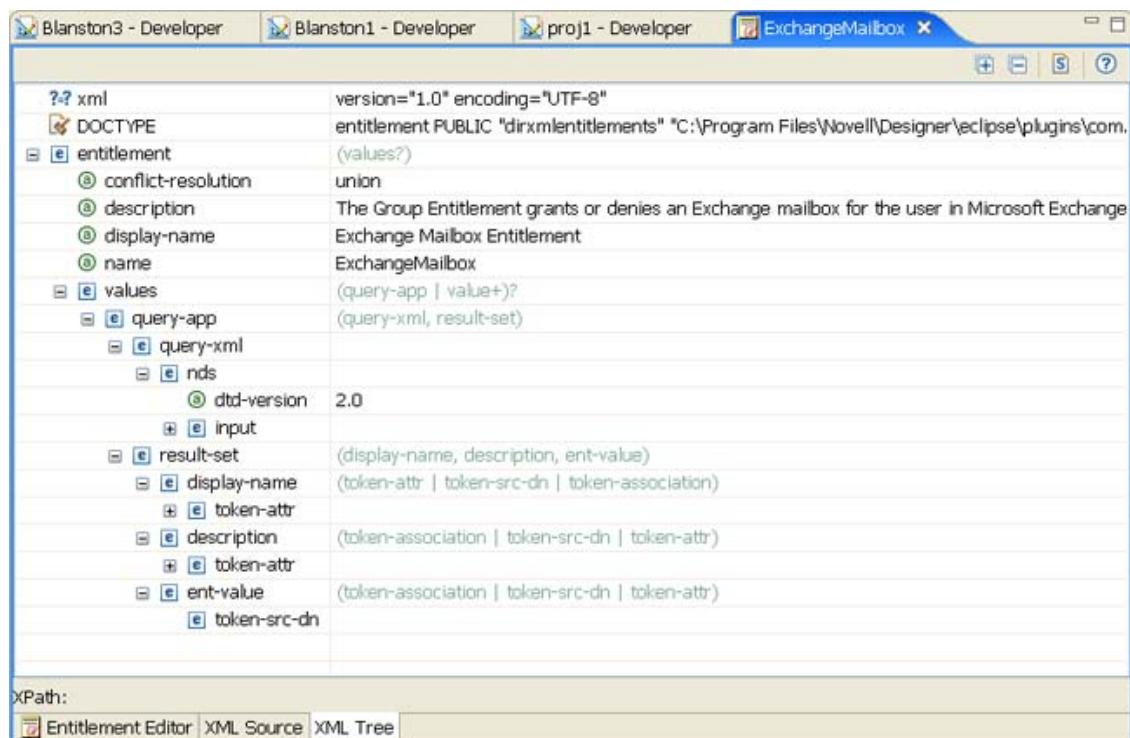 Blanston3 - Developer Blanston1 - Developer proj1 - Developer ExchangeMailbox
?=? xml version="1.0" encoding="UTF-8"
DOCTYPE entitlement PUBLIC "dirxmlentitlements" "C:\Program Files\Novell\Designer\eclipse\plugins\com.
entitlement (values?)
conflict-resolution union
description The Group Entitlement grants or denies an Exchange mailbox for the user in Microsoft Exchange
display-name Exchange Mailbox Entitlement
name ExchangeMailbox
values (query-app | value+)?
query-app (query-xml, result-set)
query-xml
nds
dtd-version 2.0
input
result-set (display-name, description, ent-value)
display-name (token-attr | token-src-dn | token-association)
token-attr
description (token-association | token-src-dn | token-attr)
token-attr
ent-value (token-association | token-src-dn | token-attr)
token-src-dn
XPath:
Entitlement Editor XML Source XML Tree